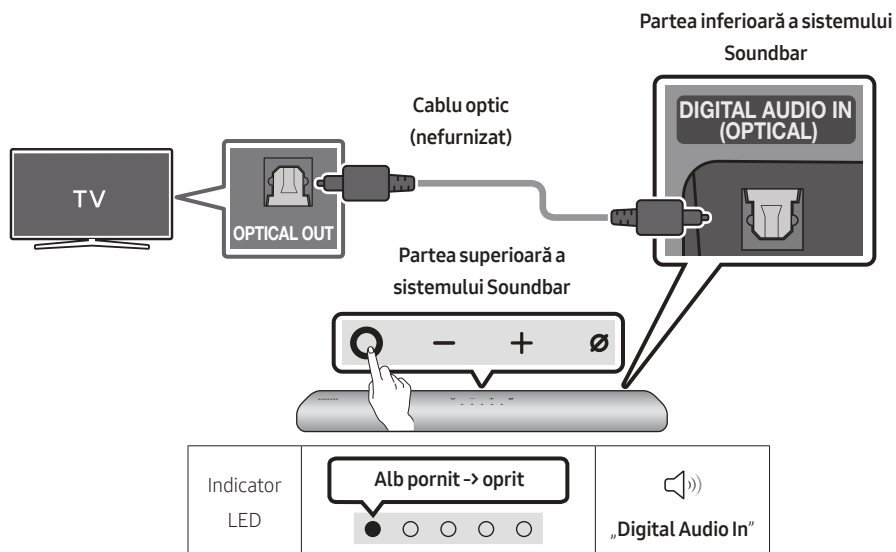 Partea inferioară a sistemului
Soundbar
Cablu optic
(nefurnizat)
DIGITAL AUDIO IN
(OPTICAL)
TV
OPTICAL OUT
Partea superioară a
sistemului Soundbar
Indicator
LED
Alb pornit -> oprit
„Digital Audio In”